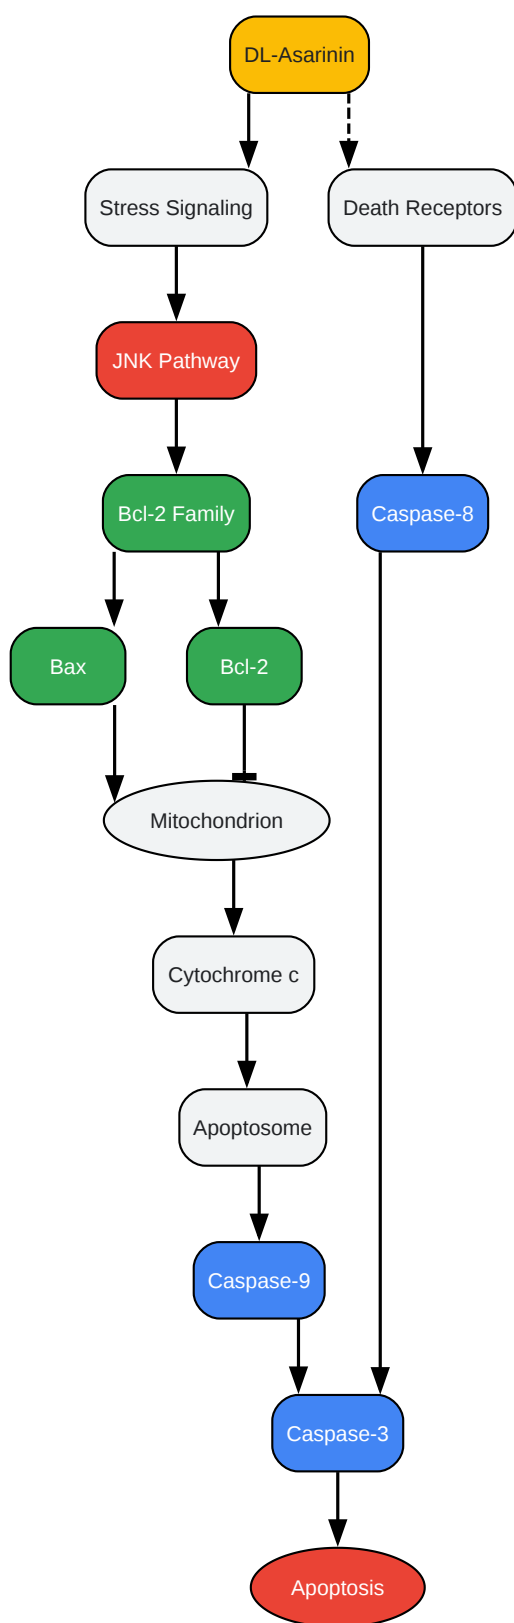 DL-Asarinin
Stress Signaling
Death Receptors
JNK Pathway
Bcl-2 Family
Caspase-8
Bax
Bcl-2
Mitochondrion
Cytochrome c
Apoptosome
Caspase-9
Caspase-3
Apoptosis